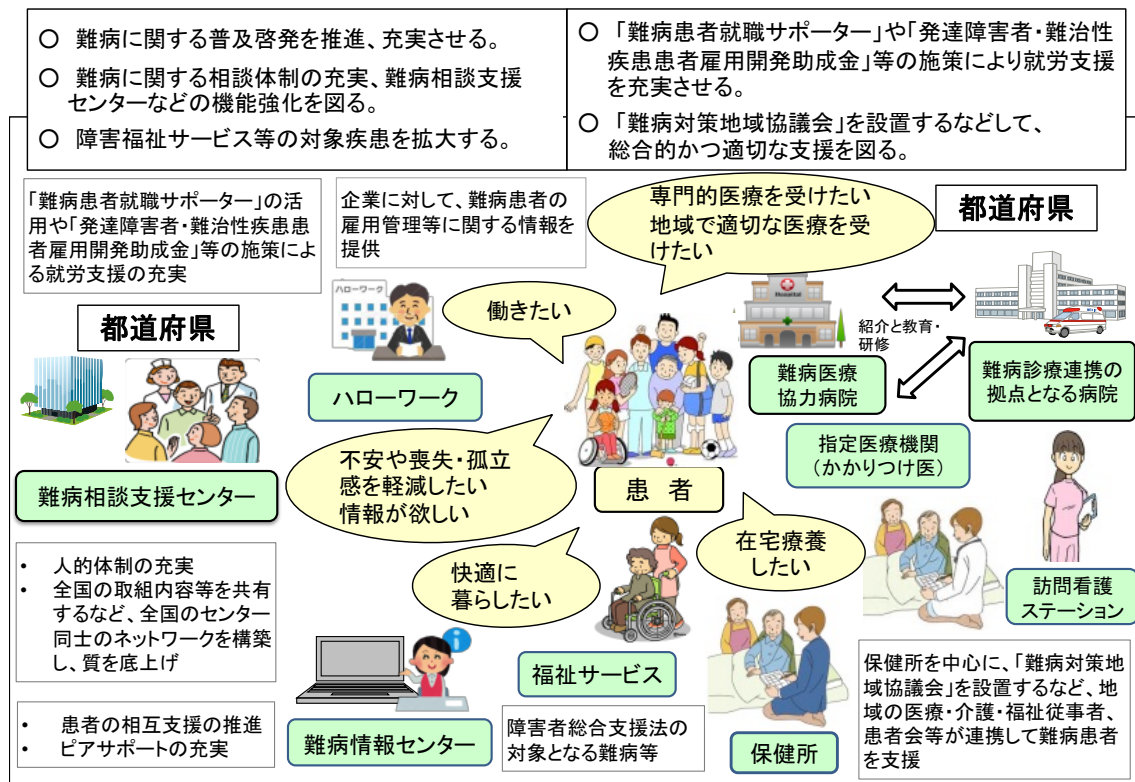 ○ 難病に関する普及啓発を推進、充実させる。
○ 難病に関する相談体制の充実、難病相談支援
センターなどの機能強化を図る。
○ 障害福祉サービス等の対象疾患を拡大する。
○ 「難病患者就職サポーター」や「発達障害者・難治性
疾患患者雇用開発助成金」等の施策により就労支援
を充実させる。
○ 「難病対策地域協議会」を設置するなどして、
総合的かつ適切な支援を図る。
「難病患者就職サポーター」の活
用や「発達障害者・難治性疾患患
者雇用開発助成金」等の施策によ
る就労支援の充実
企業に対して、難病患者の
雇用管理等に関する情報を
提供
専門的医療を受けたい
地域で適切な医療を受
けたい
都道府県
ハローワーク
働きたい
Hospital
紹介と教育・
研修
都道府県
ハローワーク
難病医療
協力病院
難病診療連携の
拠点となる病院
指定医療機関
(かかりつけ医)
不安や喪失・孤立
感を軽減したい
情報が欲しい
患 者
難病相談支援センター
在宅療養
したい
快適に
暮らしたい
訪問看護
ステーション
• 人的体制の充実
• 全国の取組内容等を共有
するなど、全国のセンター
同士のネットワークを構築
し、質を底上げ
i
福祉サービス
保健所を中心に、「難病対策地
域協議会」を設置するなど、地
域の医療・介護・福祉従事者、
患者会等が連携して難病患者
を支援
• 患者の相互支援の推進
• ピアサポートの充実
難病情報センター
障害者総合支援法の
対象となる難病等
保健所